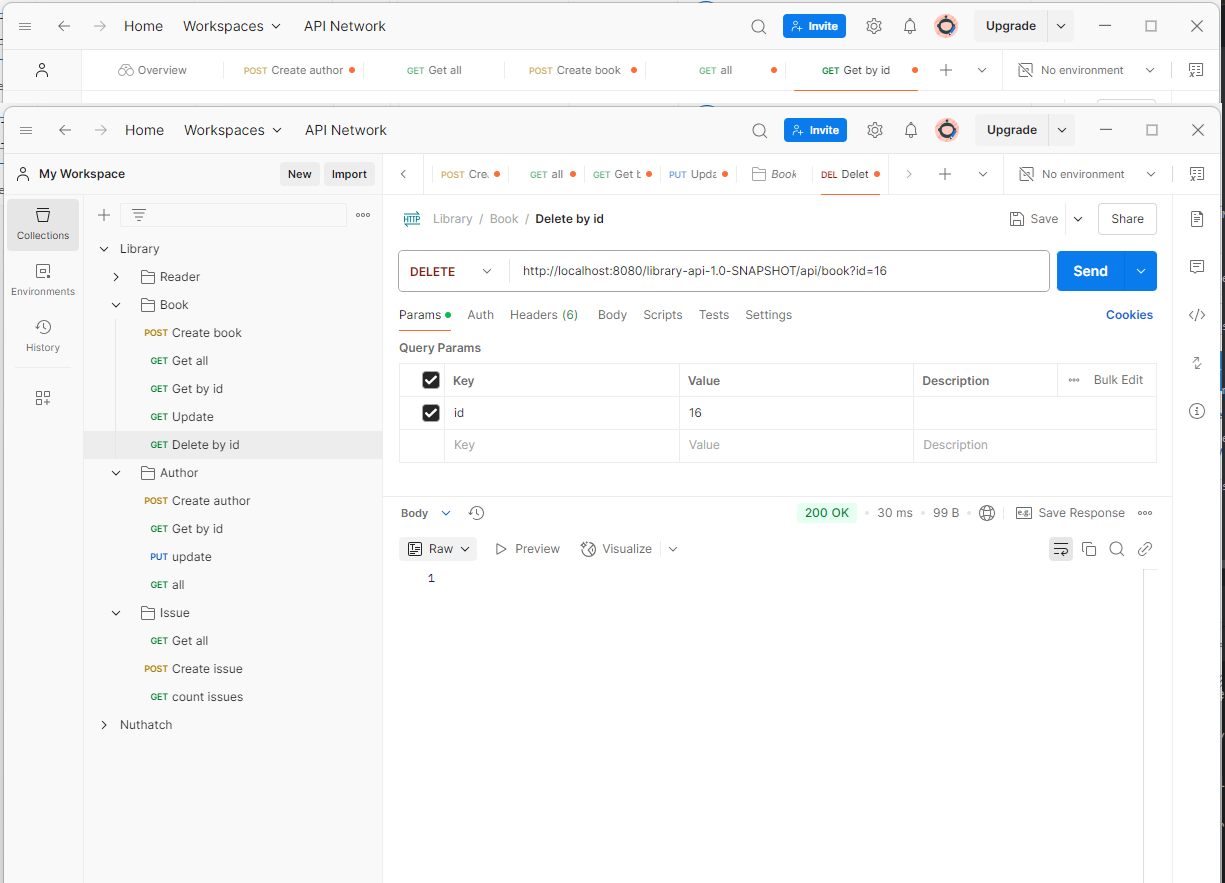 Home Workspaces API Network Invite Upgrade
Overview POST Create author GET Get all POST Create book GET all GET Get by id No environment
Home Workspaces API Network Invite Upgrade
My Workspace New Import
POST Cre GET all GET Get b PUT Upda Book DEL Delet No environment
Collections
Environments
History
Library
Reader
Book
POST Create book
GET Get all
GET Get by id
GET Update
GET Delete by id
Author
POST Create author
GET Get by id
PUT update
GET all
Issue
GET Get all
POST Create issue
GET count issues
Nuthatch
HTTP Library / Book / Delete by id Save Share
DELETE http://localhost:8080/library-api-1.0-SNAPSHOT/api/book?id=16 Send
Params Auth Headers (6) Body Scripts Tests Settings Cookies
Query Params
Key Value Description Bulk Edit
id 16
Key Value Description
Body 200 OK 30 ms 99 B e.g. Save Response
Raw Preview Visualize
1